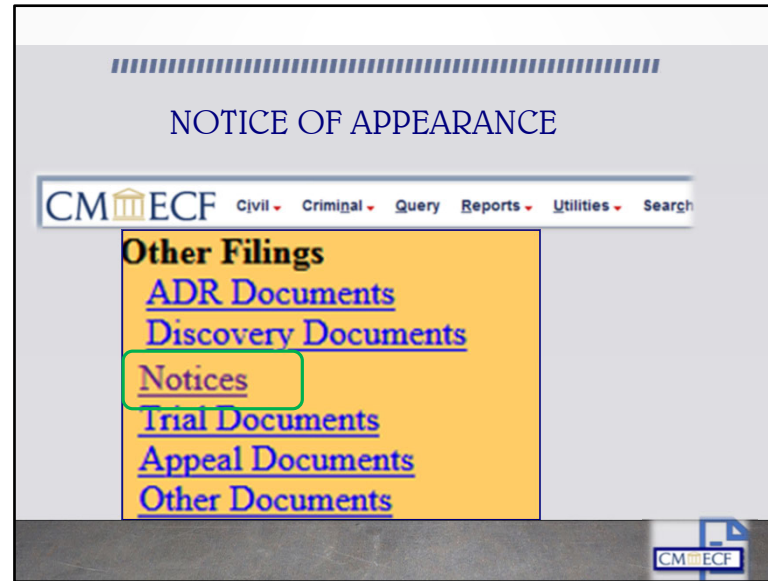 NOTICE OF APPEARANCE
CM ECF Civil Criminal Query Reports Utilities Search
Other Filings
ADR Documents
Discovery Documents
Notices
Trial Documents
Appeal Documents
Other Documents
CM ECF